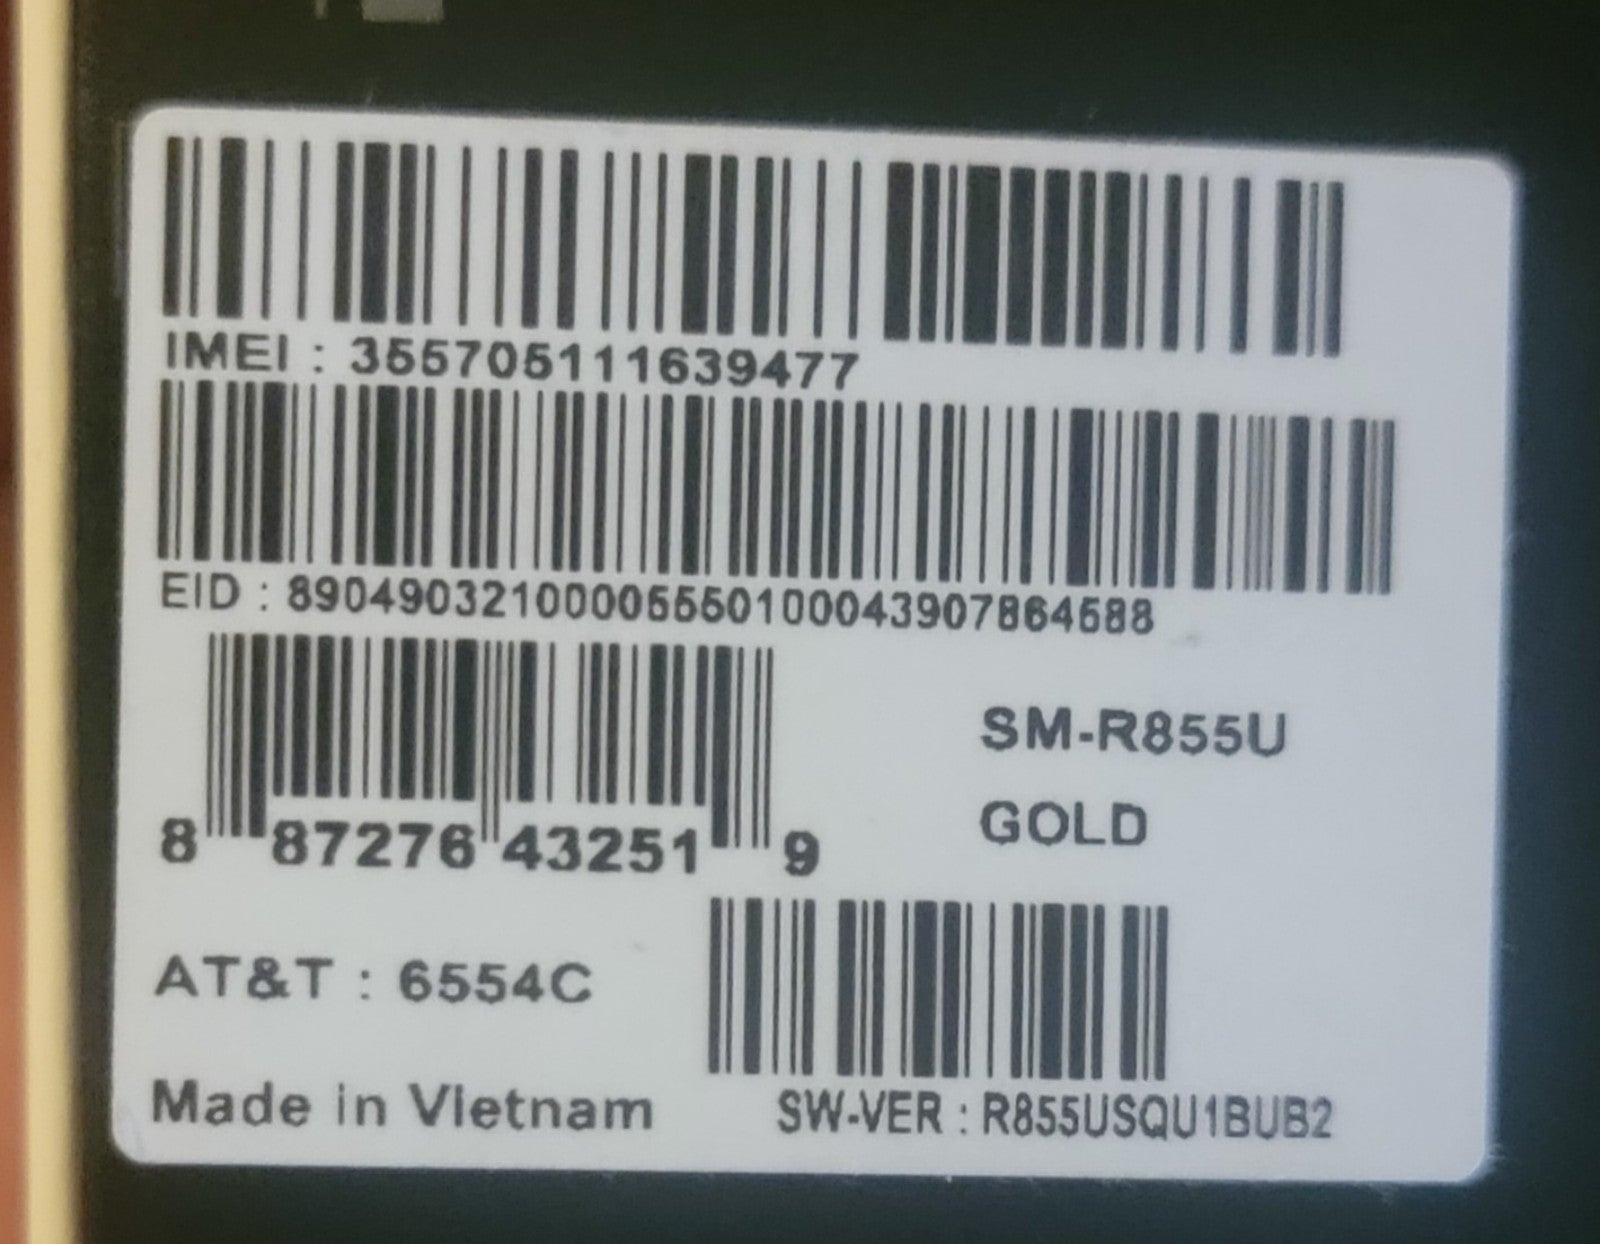 IMEI : 355705111639477
EID : 89049032100005550100043907864588
8 87276 43251 9
SM-R855U
GOLD
AT&T : 6554C
Made in Vietnam
SW-VER : R855USQU1BUB2